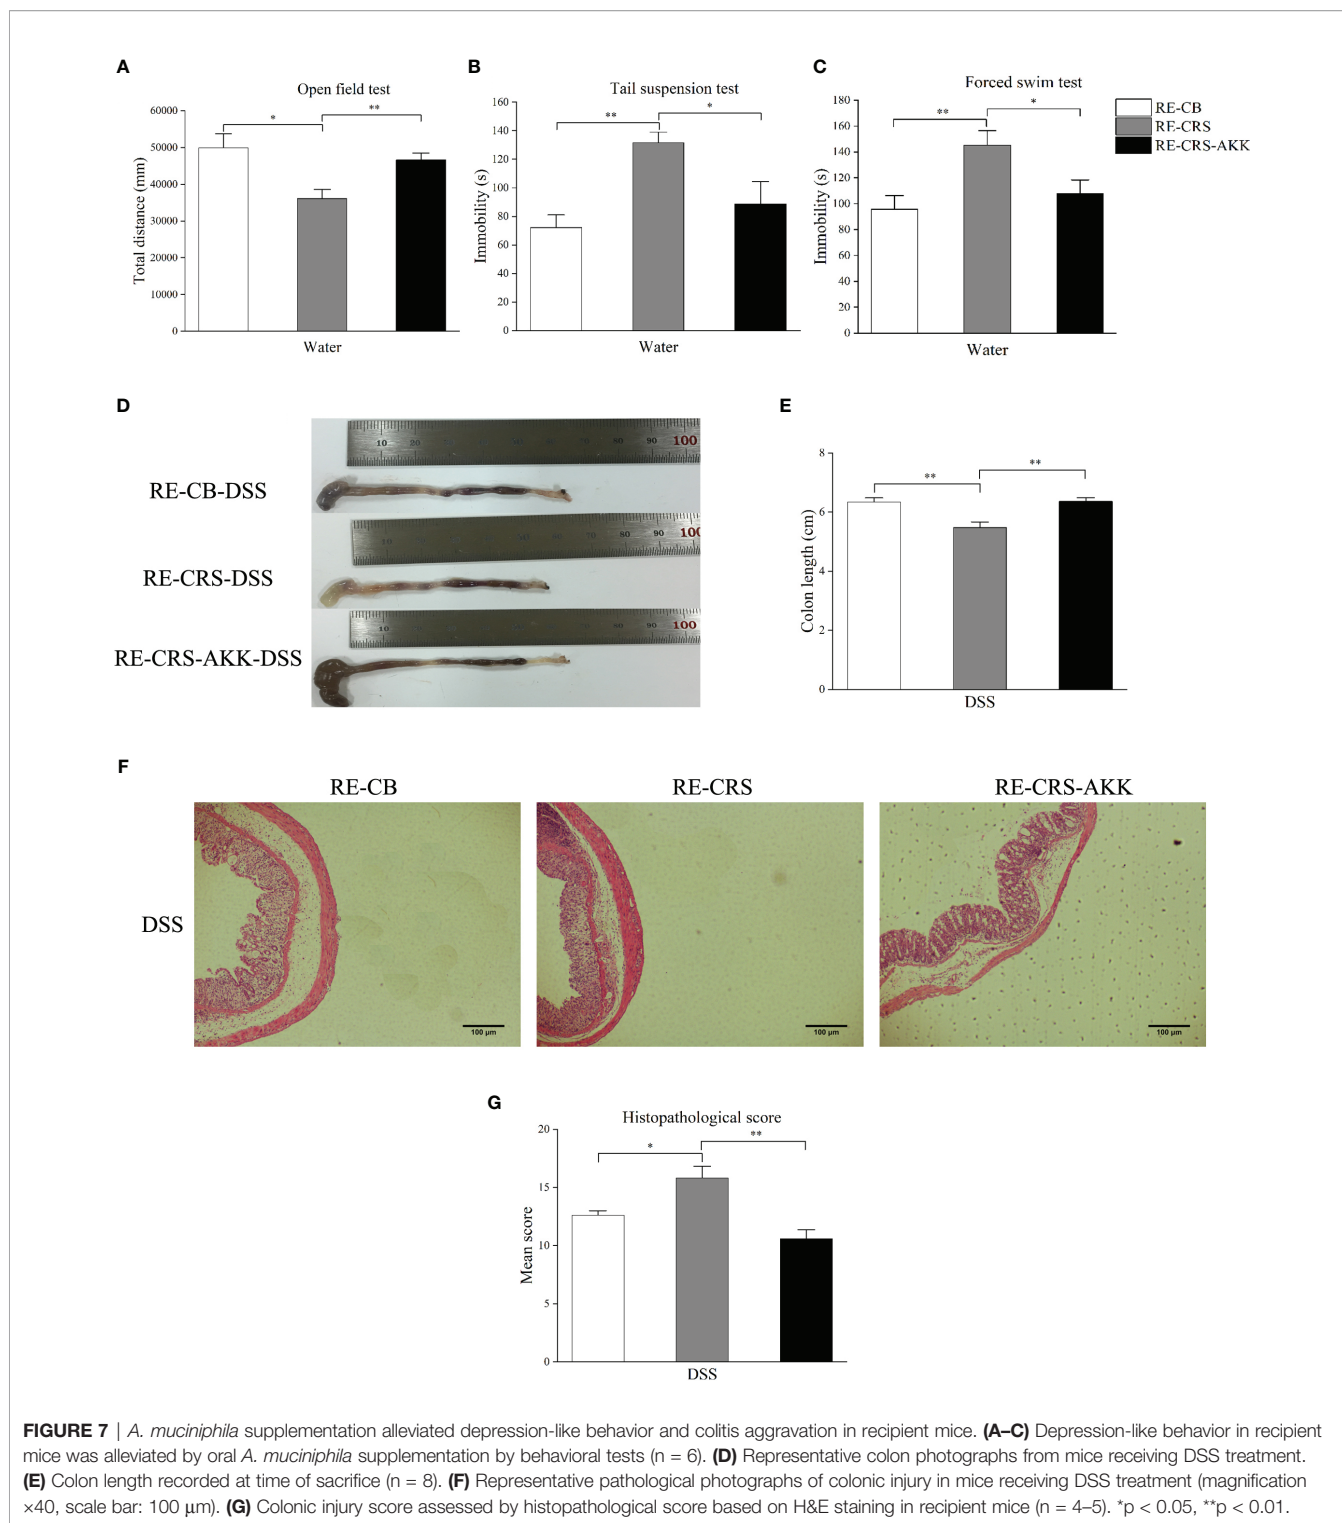 A
Open field test
Total distance (mm)
60000
50000
40000
30000
20000
10000
0
*
**
Water
B
Tail suspension test
Immobility (s)
160
140
120
100
80
60
40
20
0
**
*
Water
C
Forced swim test
Immobility (s)
180
160
140
120
100
80
60
40
20
0
**
*
Water
RE-CB
RE-CRS
RE-CRS-AKK
D
RE-CB-DSS
RE-CRS-DSS
RE-CRS-AKK-DSS
10 20 80 90 100
10 70 80 90 100
10 80 90 100
E
Colon length (cm)
8
6
4
2
0
**
**
DSS
F
RE-CB RE-CRS RE-CRS-AKK
DSS
100 μm
100 μm
100 μm
G
Histopathological score
Mean score
20
15
10
5
0
*
**
DSS
FIGURE 7 | A. muciniphila supplementation alleviated depression-like behavior and colitis aggravation in recipient mice. (A–C) Depression-like behavior in recipient
mice was alleviated by oral A. muciniphila supplementation by behavioral tests (n = 6). (D) Representative colon photographs from mice receiving DSS treatment.
(E) Colon length recorded at time of sacrifice (n = 8). (F) Representative pathological photographs of colonic injury in mice receiving DSS treatment (magnification
×40, scale bar: 100 μm). (G) Colonic injury score assessed by histopathological score based on H&E staining in recipient mice (n = 4–5). *p < 0.05, **p < 0.01.